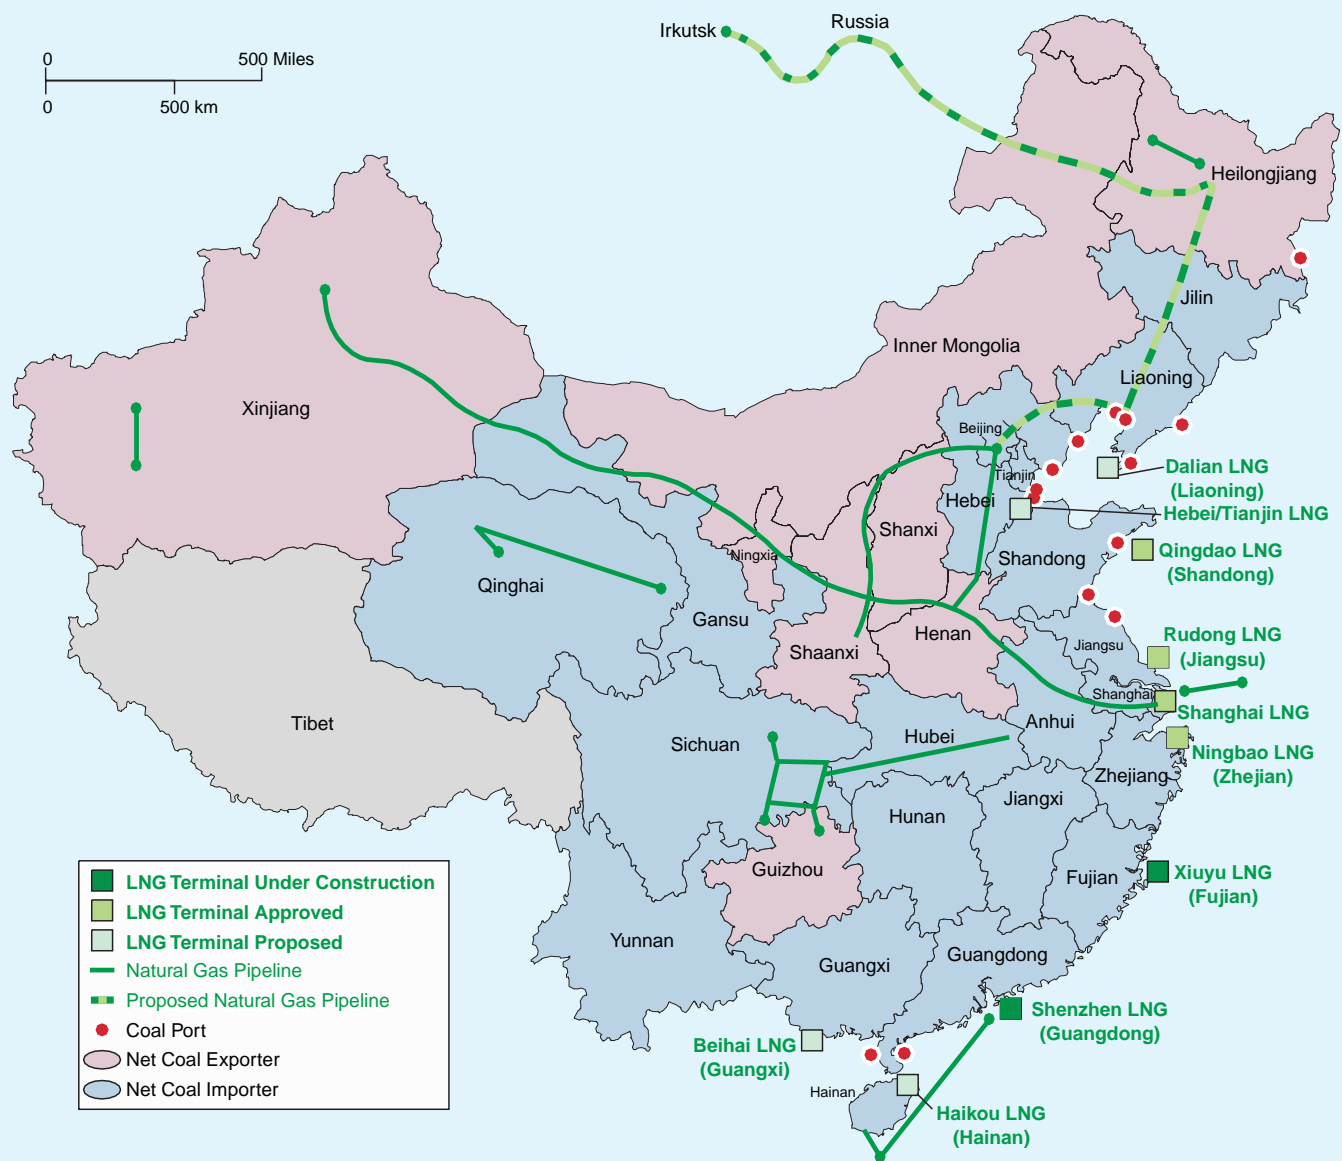 Irkutsk
Russia
0
500 Miles
0
500 km
Heilongjiang
Jilin
Inner Mongolia
Liaoning
Xinjiang
Beijing
Tianjin
Dalian LNG
(Liaoning)
Hebei
Hebei/Tianjin LNG
Shanxi
Ningxia
Shandong
Qingdao LNG
(Shandong)
Qinghai
Gansu
Henan
Shaanxi
Jiangsu
Rudong LNG
(Jiangsu)
Shanghai
Shanghai LNG
Tibet
Sichuan
Hubei
Anhui
Ningbao LNG
(Zhejian)
Zhejiang
Jiangxi
Hunan
Guizhou
Fujian
Xiuyu LNG
(Fujian)
Yunnan
Guangxi
Guangdong
Shenzhen LNG
(Guangdong)
Beihai LNG
(Guangxi)
Hainan
Haikou LNG
(Hainan)
LNG Terminal Under Construction
LNG Terminal Approved
LNG Terminal Proposed
Natural Gas Pipeline
Proposed Natural Gas Pipeline
Coal Port
Net Coal Exporter
Net Coal Importer